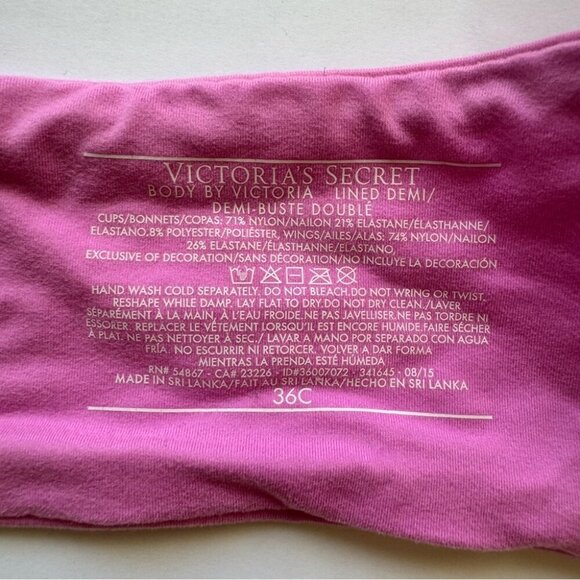 VICTORIA'S SECRET
BODY BY VICTORIA LINED DEMI/
DEMI-BUSTE DOUBLÉ
CUPS/BONNETS/COPAS: 71% NYLON/NAILON 21% ELASTANE/ÉLASTHANNE/
ELASTANO.8% POLYESTER/POLIÉSTER, WINGS/AILES/ALAS: 74% NYLON/NAILON
26% ELASTANE/ÉLASTHANNE/ELASTANO
EXCLUSIVE OF DECORATION/SANS DÉCORATION/NO INCLUYE LA DECORACIÓN
HAND WASH COLD SEPARATELY. DO NOT BLEACH.DO NOT WRING OR TWIST.
RESHAPE WHILE DAMP. LAY FLAT TO DRY.DO NOT DRY CLEAN./LAVER
SÉPARÉMENT À LA MAIN, À L'EAU FROIDE.NE PAS JAVELLISER.NE PAS TORDRE NI
ESSORER. REPLACER LE VÊTEMENT LORSQU'IL EST ENCORE HUMIDE.FAIRE SÉCHER
À PLAT. NE PAS NETTOYER À SEC./ LAVAR A MANO POR SEPARADO CON AGUA
FRÍA. NO ESCURRIR NI RETORCER. VOLVER A DAR FORMA
MIENTRAS LA PRENDA ESTÉ HÚMEDA
RN# 54867 - CA# 23226 - ID#36007072 - 341645 - 08/15
MADE IN SRI LANKA/FAIT AU SRI LANKA/HECHO EN SRI LANKA
36C